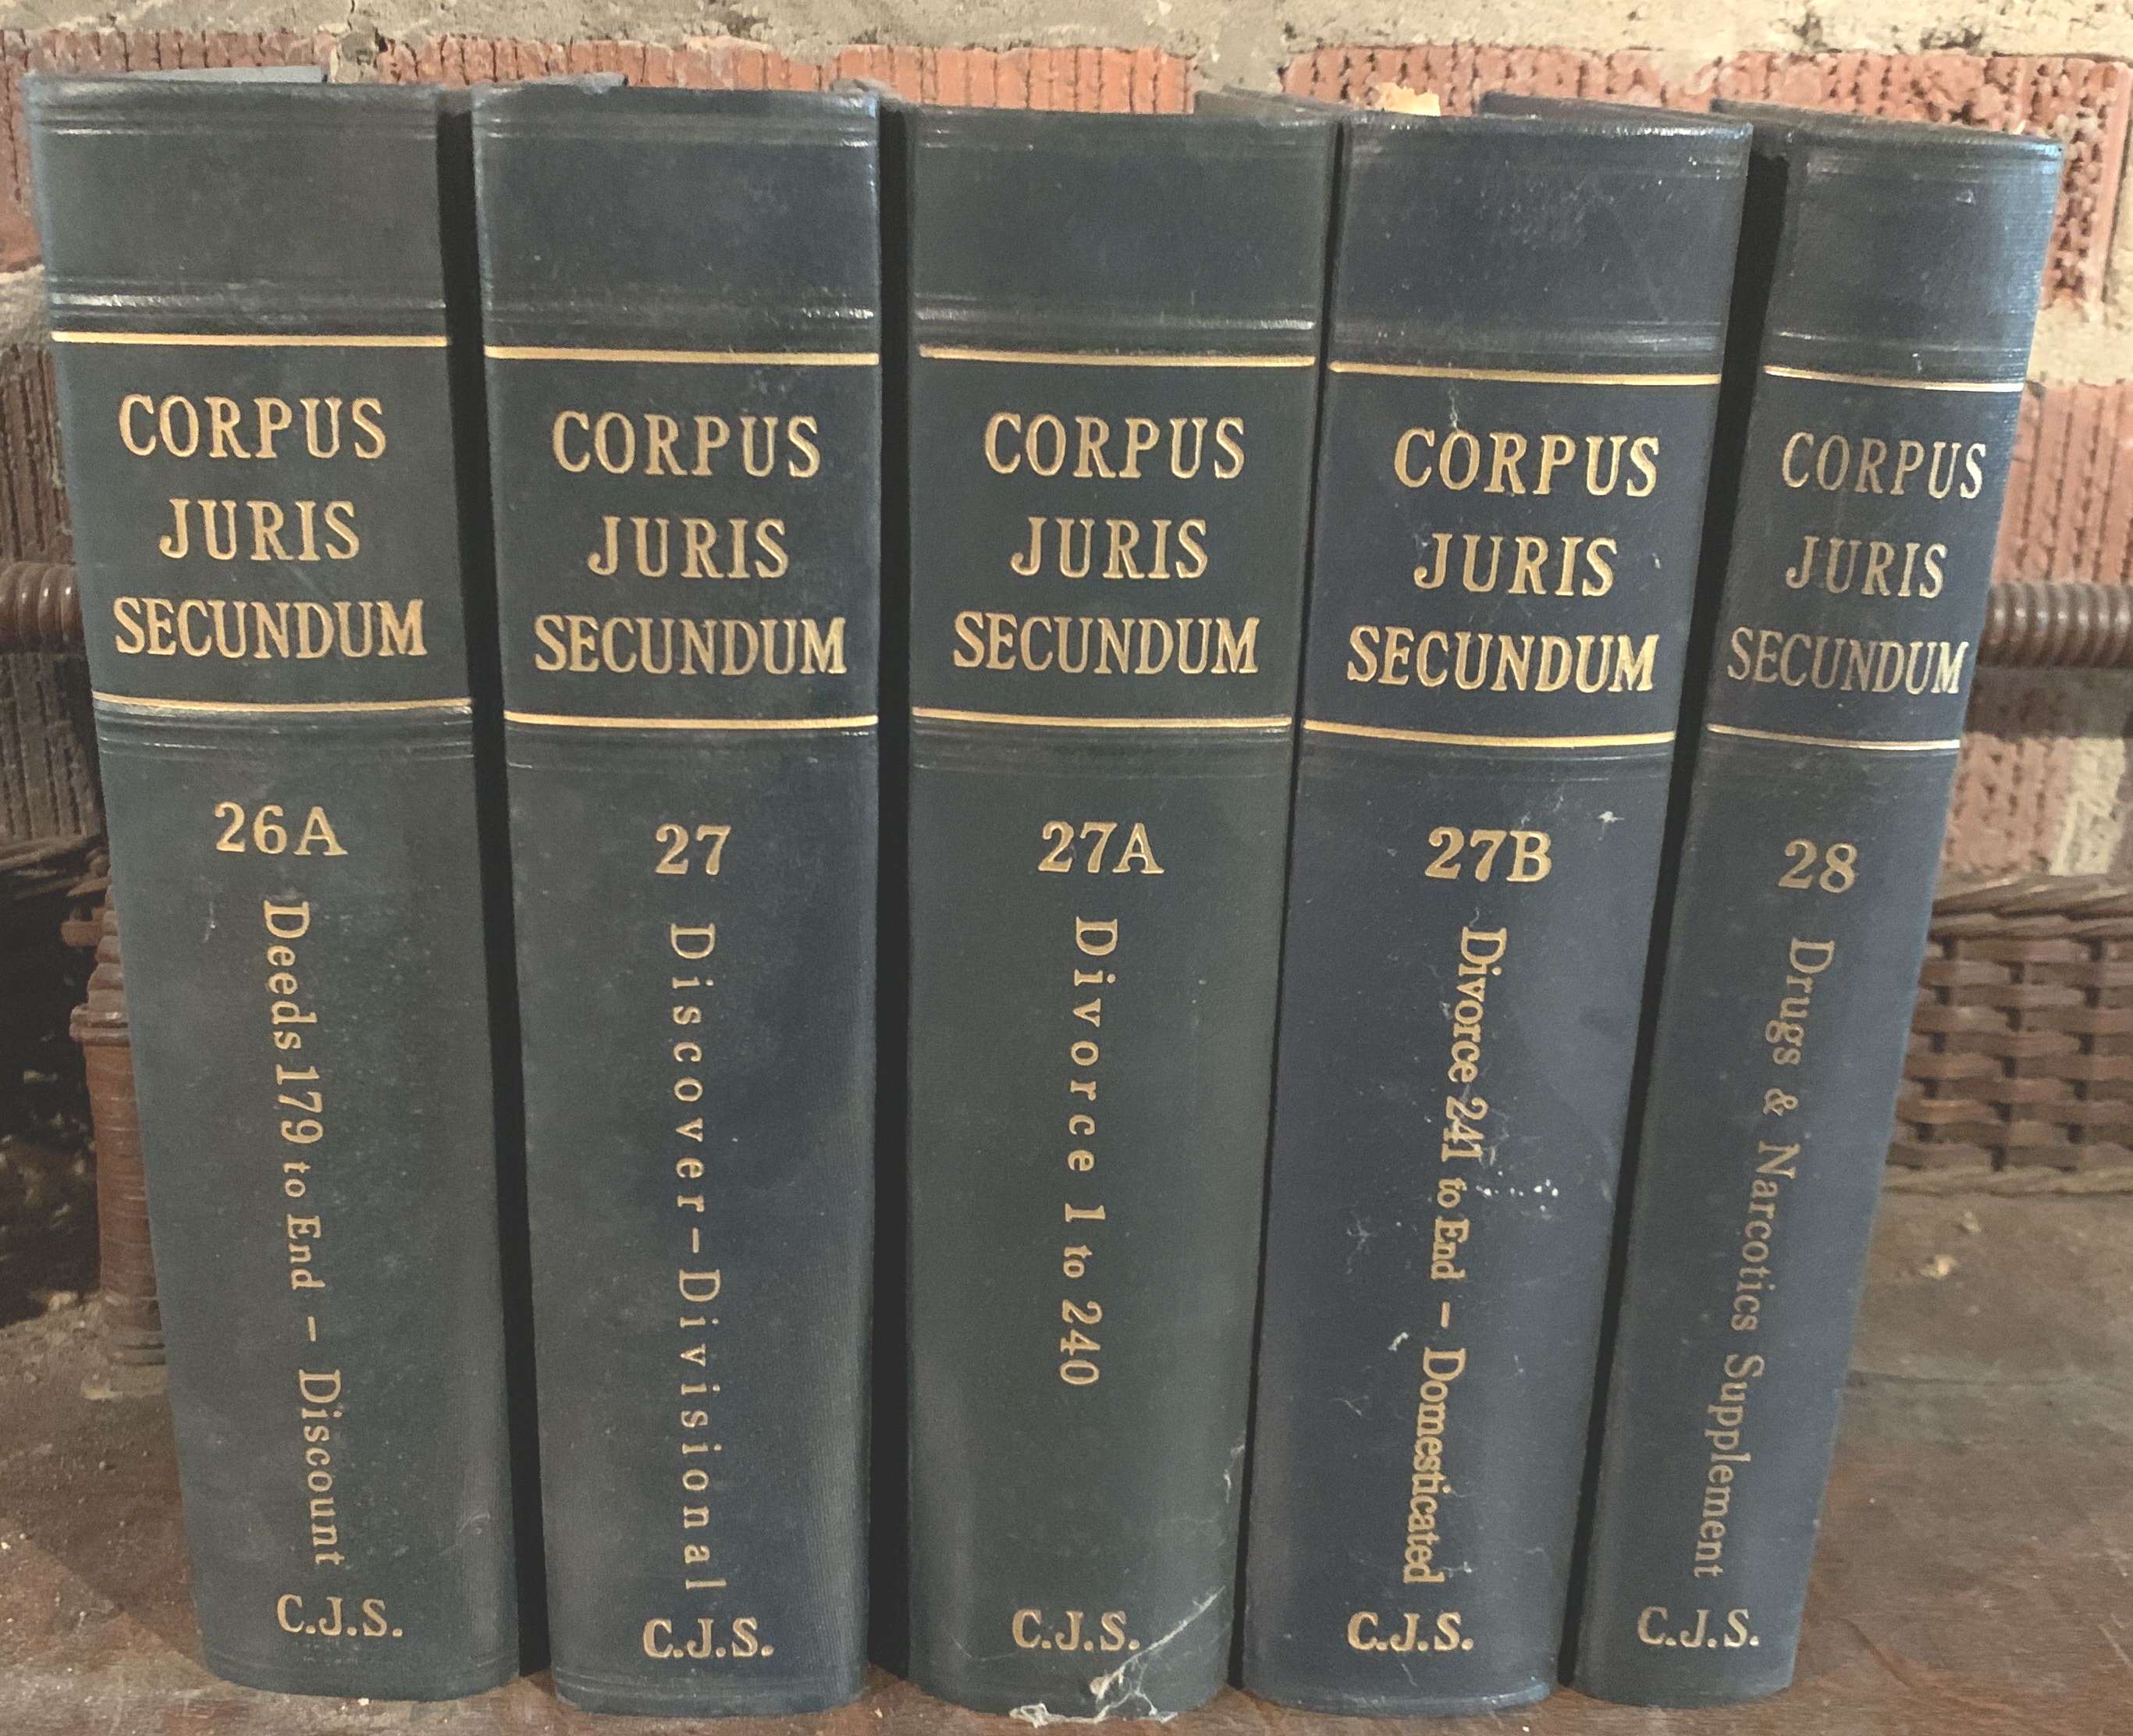 CORPUS
JURIS
SECUNDUM
26A
Deeds 179 to End – Discount
C.J.S.
CORPUS
JURIS
SECUNDUM
27
Discover–Divisional
C.J.S.
CORPUS
JURIS
SECUNDUM
27A
Divorce 1 to 240
C.J.S.
CORPUS
JURIS
SECUNDUM
27B
Divorce 241 to End – Domesticated
C.J.S.
CORPUS
JURIS
SECUNDUM
28
Drugs & Narcotics Supplement
C.J.S.